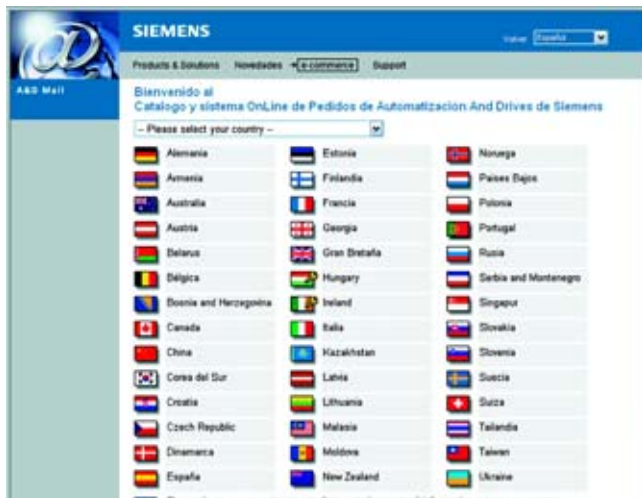 SIEMENS
Volver España
Products & Solutions Novedades e-commerce Support
A&D Mall
Bienvenido al
Catalogo y sistema OnLine de Pedidos de Automatización And Drives de Siemens
-- Please select your country --
Alemania Estonia Noruega
Armenia Finlandia Paises Bajos
Australia Francia Polonia
Austria Georgia Portugal
Belarus Gran Bretaña Rusia
Bélgica Hungary Serbia and Montenegro
Bosnia and Herzegovina Ireland Singapur
Canada Italia Slovakia
China Kazakhstan Slovenia
Corea del Sur Latvia Suecia
Croatia Lithuania Suiza
Czech Republic Malasia Tailandia
Dinamarca Moldova Taiwan
España New Zealand Ukraine